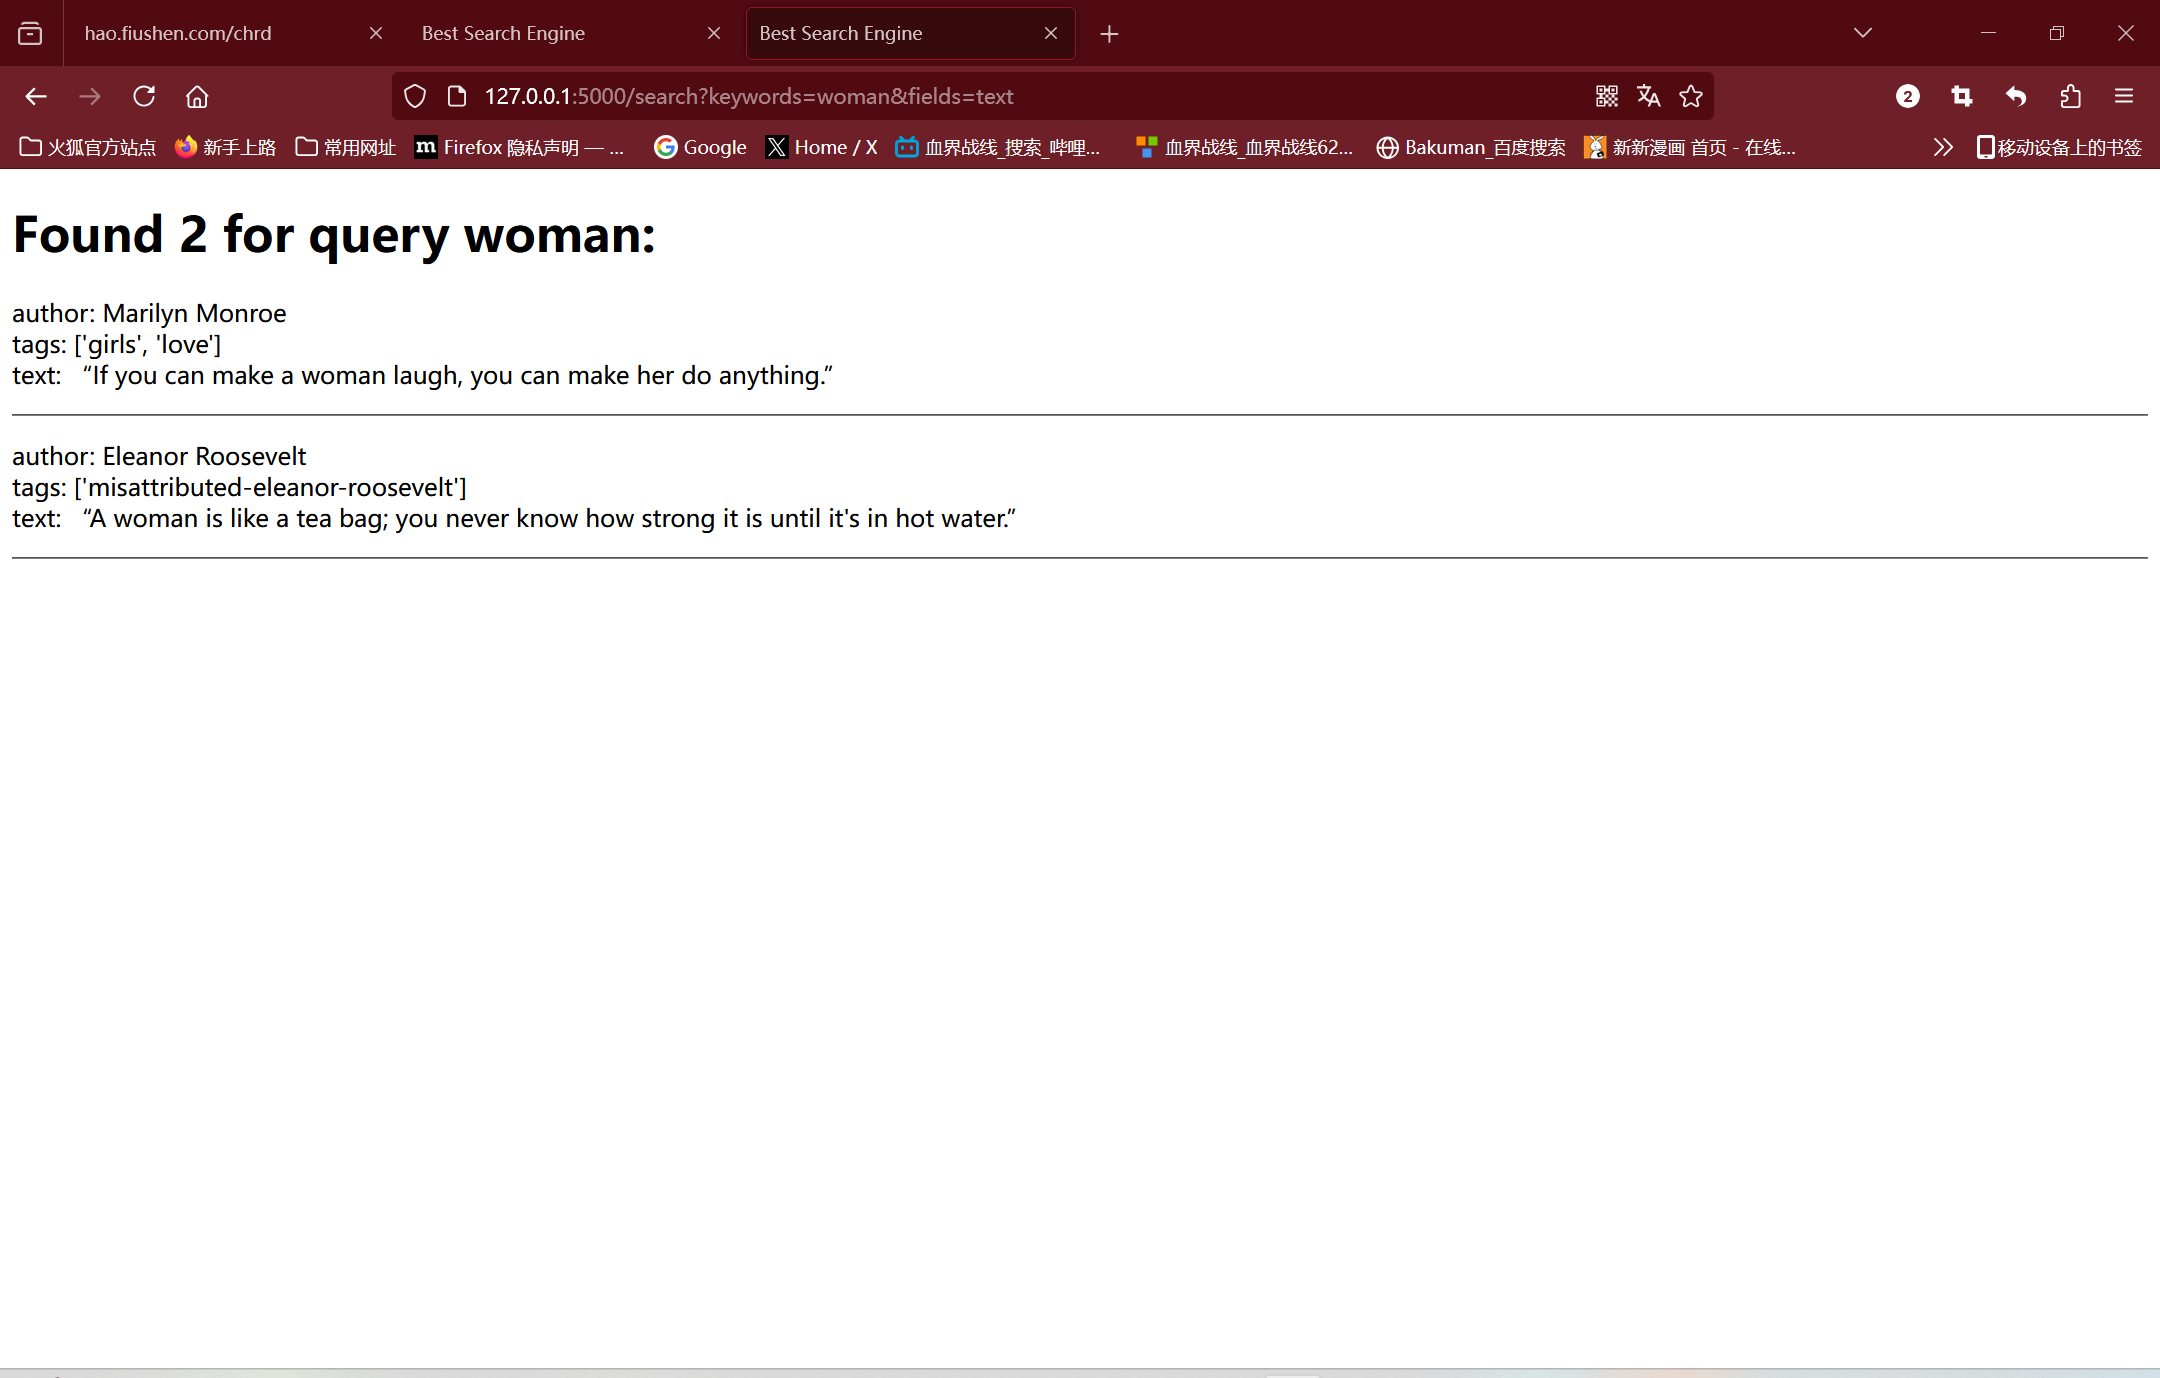 hao.fiushen.com/chrd
Best Search Engine
Best Search Engine
127.0.0.1:5000/search?keywords=woman&fields=text
2
火狐官方站点
新手上路
常用网址
m Firefox 隐私声明 — ...
Google
Home / X
血界战线_搜索_哔哩...
血界战线_血界战线62...
Bakuman_百度搜索
新新漫画 首页 - 在线...
移动设备上的书签
Found 2 for query woman:
author: Marilyn Monroe
tags: ['girls', 'love']
text: “If you can make a woman laugh, you can make her do anything.”
author: Eleanor Roosevelt
tags: ['misattributed-eleanor-roosevelt']
text: “A woman is like a tea bag; you never know how strong it is until it's in hot water.”